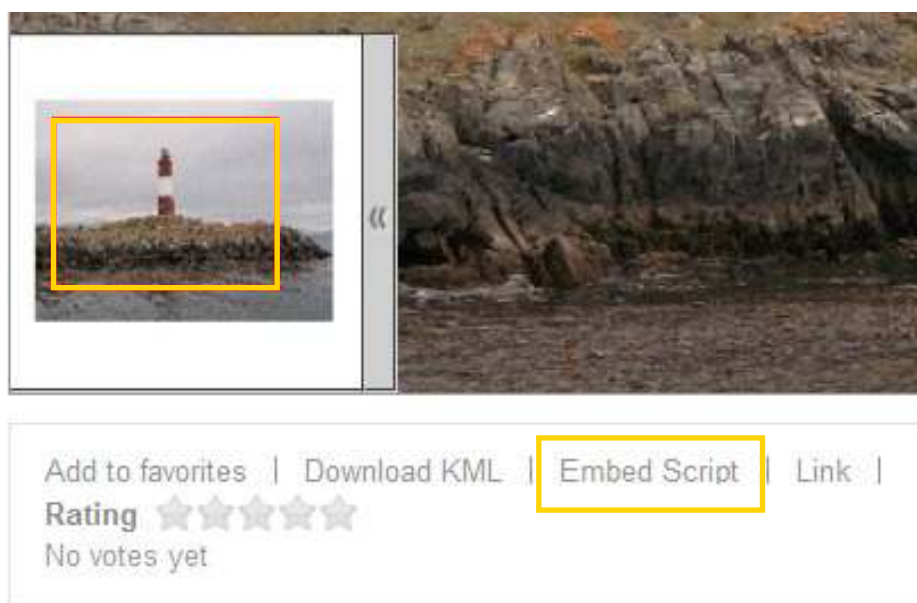 «
Add to favorites | Download KML | Embed Script | Link |
Rating
No votes yet